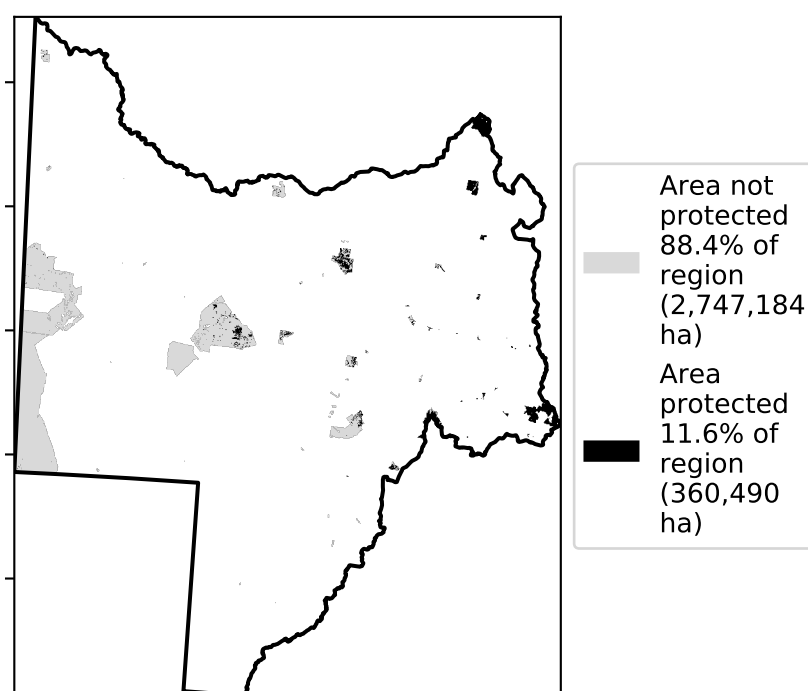 Area not
protected
88.4% of
region
(2,747,184
ha)
Area
protected
11.6% of
region
(360,490
ha)